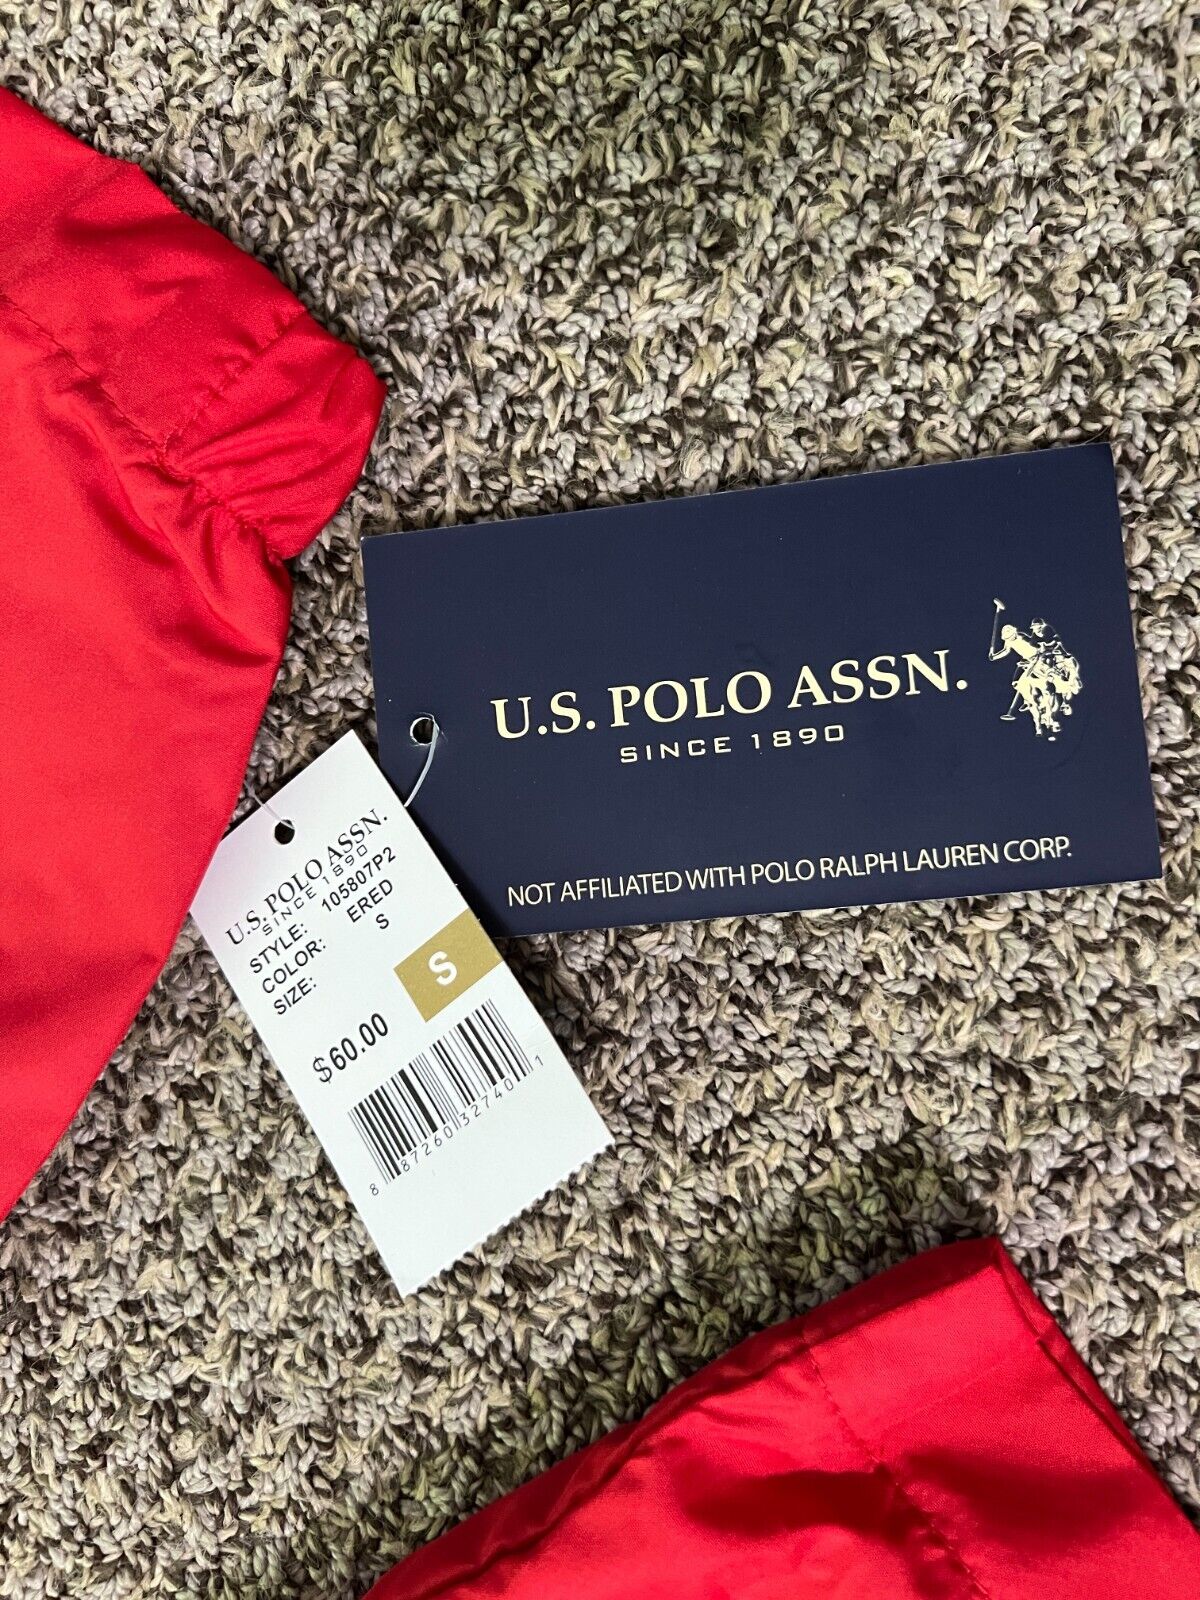 U.S. POLO ASSN.
SINCE 1890
NOT AFFILIATED WITH POLO RALPH LAUREN CORP.
U.S. POLO ASSN.
SINCE 1890
STYLE: 105807P2
COLOR: ERED
SIZE: S
S
$60.00
8 87260 32740 1